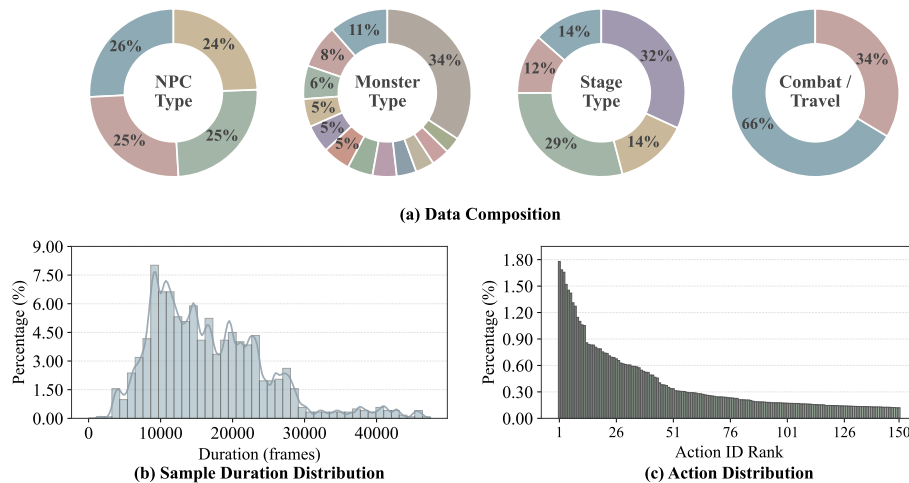 26%
24%
25%
25%
NPC
Type
11%
8%
6%
5%
5%
5%
34%
Monster
Type
14%
12%
29%
14%
32%
Stage
Type
34%
66%
Combat /
Travel
(a) Data Composition
9.00
7.50
6.00
4.50
3.00
1.50
0.00
Percentage (%)
0 10000 20000 30000 40000
Duration (frames)
(b) Sample Duration Distribution
1.80
1.50
1.20
0.90
0.60
0.30
0.00
Percentage (%)
1 26 51 76 101 126 150
Action ID Rank
(c) Action Distribution